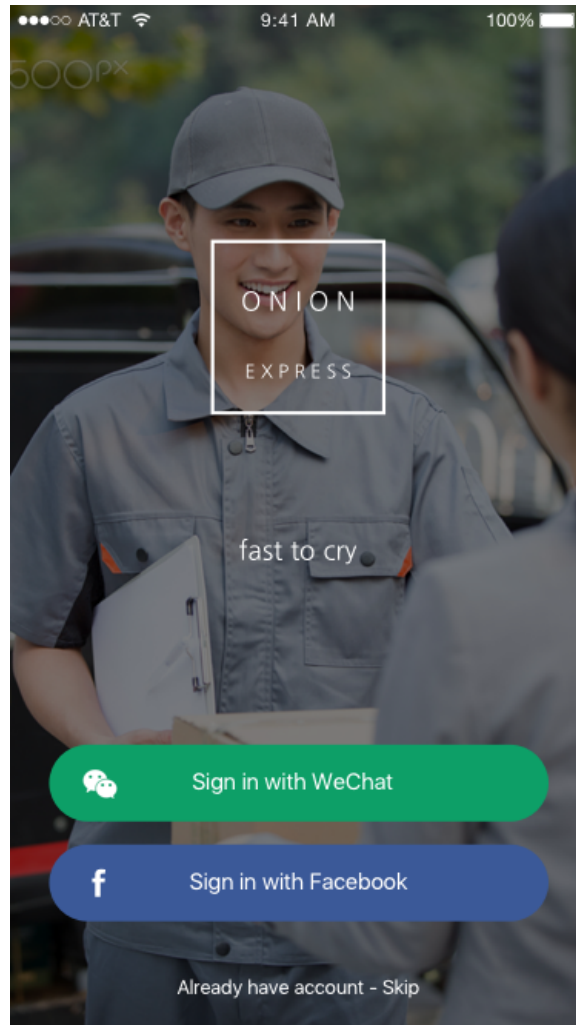 AT&T 9:41 AM 100%
500PX
ONION
EXPRESS
fast to cry
Sign in with WeChat
f Sign in with Facebook
Already have account - Skip